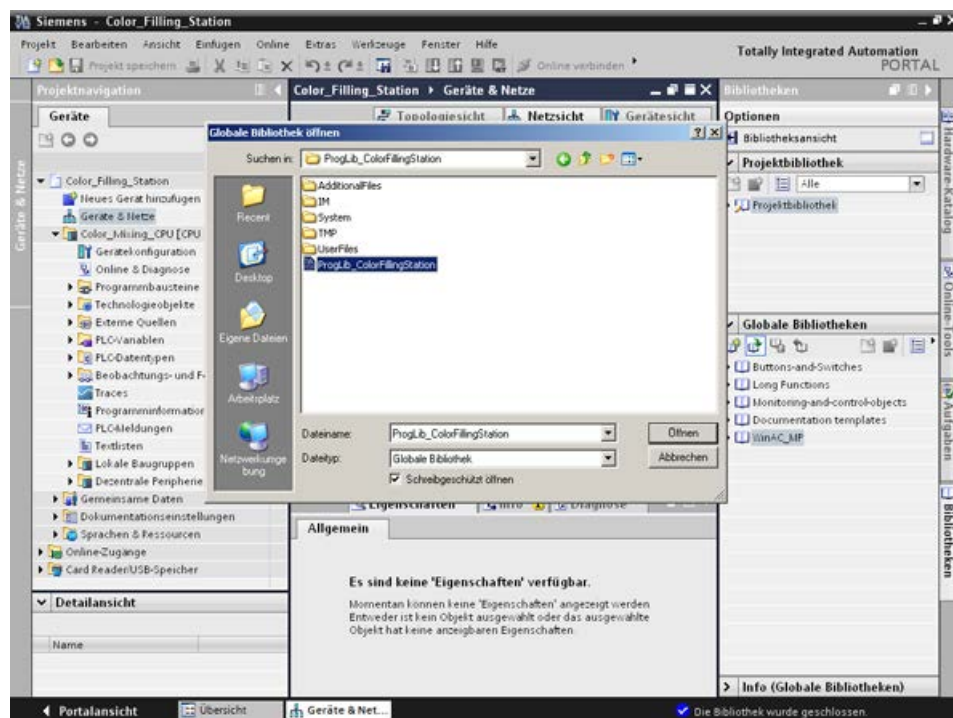 Siemens - Color_Filling_Station
Projekt Bearbeiten Ansicht Einfügen Online Extras Werkzeuge Fenster Hilfe
Projekt speichern
Online verbinden
Totally Integrated Automation
PORTAL
Projektnavigation
Color_Filling_Station ▸ Geräte & Netze
Bibliotheken
Geräte
Topologiesicht
Netzsicht
Gerätesicht
Optionen
Bibliotheksansicht
Projektbibliothek
Alle
Projektbibliothek
Geräte & Netze
Color_Filling_Station
Neues Gerät hinzufügen
Geräte & Netze
Color_Mixing_CPU [CPU
Gerätekonfiguration
Online & Diagnose
Programmbausteine
Technologieobjekte
Externe Quellen
PLC-Variablen
PLC-Datentypen
Beobachtungs- und F
Traces
Programminformation
PLC-Meldungen
Textlisten
Lokale Baugruppen
Dezentrale Peripherie
Gemeinsame Daten
Dokumentationseinstellungen
Sprachen & Ressourcen
Online-Zugänge
Card Reader/USB-Speicher
Detailansicht
Name
Globale Bibliothek öffnen
Suchen in:
ProgLib_ColorFillingStation
Recent
Desktop
Eigene Dateien
Arbeitsplatz
Netzwerkumge
bung
AdditionalFiles
IM
System
TMP
UserFiles
ProgLib_ColorFillingStation
Dateiname:
ProgLib_ColorFillingStation
Öffnen
Dateityp:
Globale Bibliothek
Abbrechen
Schreibgeschützt öffnen
Eigenschaften
Info
Diagnose
Allgemein
Es sind keine 'Eigenschaften' verfügbar.
Momentan können keine 'Eigenschaften' angezeigt werden
Entweder ist kein Objekt ausgewählt oder das ausgewählte
Objekt hat keine anzeigbaren Eigenschaften.
Globale Bibliotheken
Buttons-and-Switches
Long Functions
Monitoring-and-control-objects
Documentation templates
WinAC_MP
Info (Globale Bibliotheken)
Hardware-Katalog
Online-Tools
Aufgaben
Bibliotheken
Portalansicht
Übersicht
Geräte & Net...
Die Bibliothek wurde geschlossen.